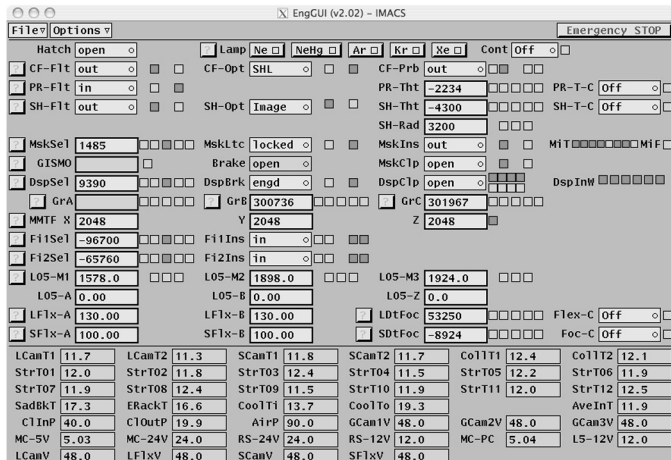 EngGUI (v2.02) - IMACS
File Options Emergency STOP
Hatch open ? Lamp Ne NeHg Ar Kr Xe Cont Off
? CF-Flt out CF-Opt SHL CF-Prb out
? PR-Flt in PR-Tht -2234 PR-T-C Off
? SH-Flt out SH-Opt Image SH-Tht -4300 SH-T-C Off
SH-Rad 3200
? MskSel 1485 MskLtc locked MskIns out MiT MiF
? GISMO Brake open MskClp open
? DspSel 9390 DspBrk engd DspClp open DspInW
? GrA ? GrB 300736 ? GrC 301967
? MMTF X 2048 Y 2048 Z 2048
? Fi1Sel -96700 Fi1Ins in
? Fi2Sel -65760 Fi2Ins in
? L05-M1 1578.0 L05-M2 1898.0 L05-M3 1924.0
L05-A 0.00 L05-B 0.00 L05-Z 0.0
? LFlx-A 130.00 LFlx-B 130.00 ? LDtFoc 53250 Flex-C Off
? SFlx-A 100.00 SFlx-B 100.00 ? SDtFoc -8924 Foc-C Off
LCamT1 11.7 LCamT2 11.3 SCamT1 11.8 SCamT2 11.7 CollT1 12.4 CollT2 12.1
StrT01 12.0 StrT02 11.8 StrT03 12.4 StrT04 11.5 StrT05 12.2 StrT06 11.9
StrT07 11.9 StrT08 12.4 StrT09 11.5 StrT10 11.9 StrT11 12.0 StrT12 12.5
SadBkT 17.3 ERackT 16.6 CoolTi 13.7 CoolTo 19.3 AveInT 11.9
ClInP 40.0 ClOutP 19.9 AirP 90.0 GCam1V 48.0 GCam2V 48.0 GCam3V 48.0
MC-5V 5.03 MC-24V 24.0 RS-24V 24.0 RS-12V 12.0 MC-PC 5.04 L5-12V 12.0
LCamV 48.0 LFlxV 48.0 SCamV 48.0 SFlxV 48.0